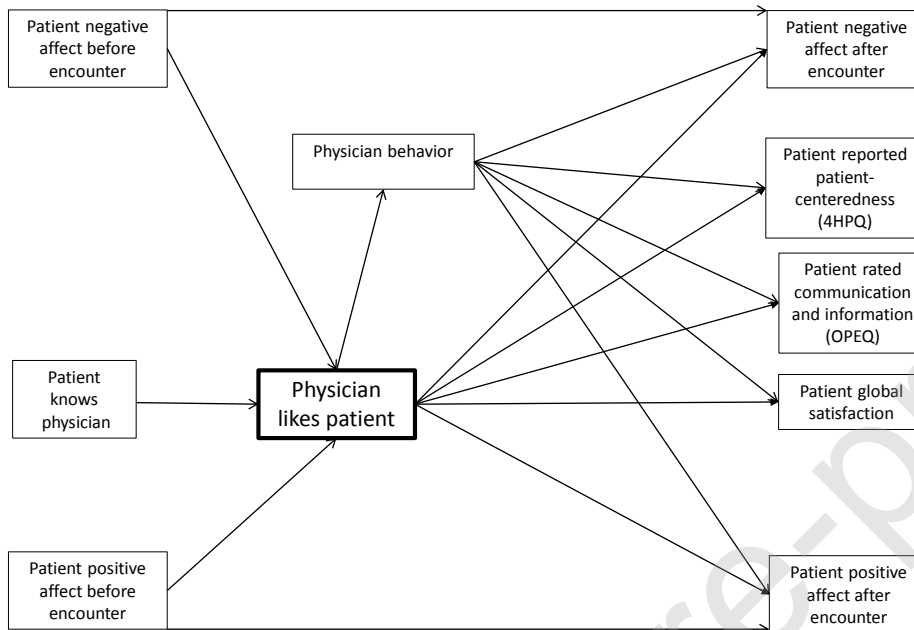 Patient negative
affect before
encounter
Patient negative
affect after
encounter
Physician behavior
Patient reported
patient-
centeredness
(4HPQ)
Patient rated
communication
and information
(OPEQ)
Patient
knows
physician
Physician
likes patient
Patient global
satisfaction
Patient positive
affect before
encounter
Patient positive
affect after
encounter
re-pr